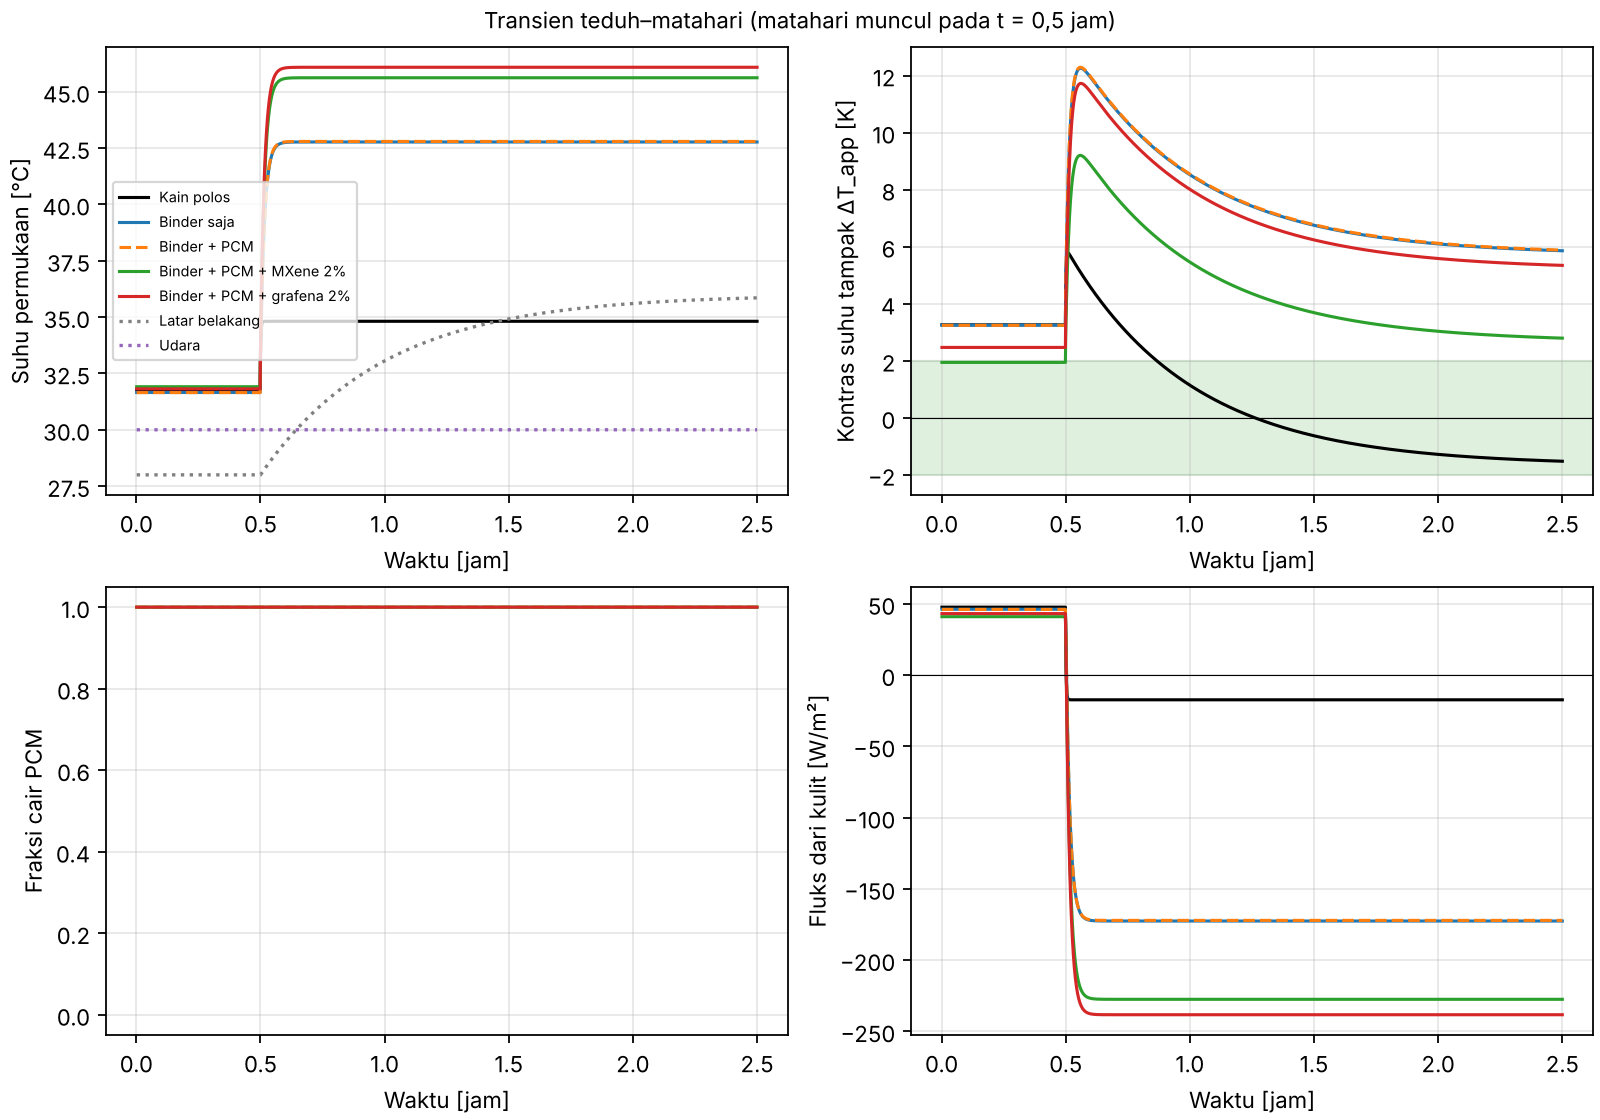 Transien teduh–matahari (matahari muncul pada t = 0,5 jam)
Suhu permukaan [°C]
45.0
42.5
40.0
37.5
35.0
32.5
30.0
27.5
Kain polos
Binder saja
Binder + PCM
Binder + PCM + MXene 2%
Binder + PCM + grafena 2%
Latar belakang
Udara
0.0 0.5 1.0 1.5 2.0 2.5
Waktu [jam]
Kontras suhu tampak ΔT_app [K]
12
10
8
6
4
2
0
−2
0.0 0.5 1.0 1.5 2.0 2.5
Waktu [jam]
Fraksi cair PCM
1.0
0.8
0.6
0.4
0.2
0.0
0.0 0.5 1.0 1.5 2.0 2.5
Waktu [jam]
Fluks dari kulit [W/m²]
50
0
−50
−100
−150
−200
−250
0.0 0.5 1.0 1.5 2.0 2.5
Waktu [jam]